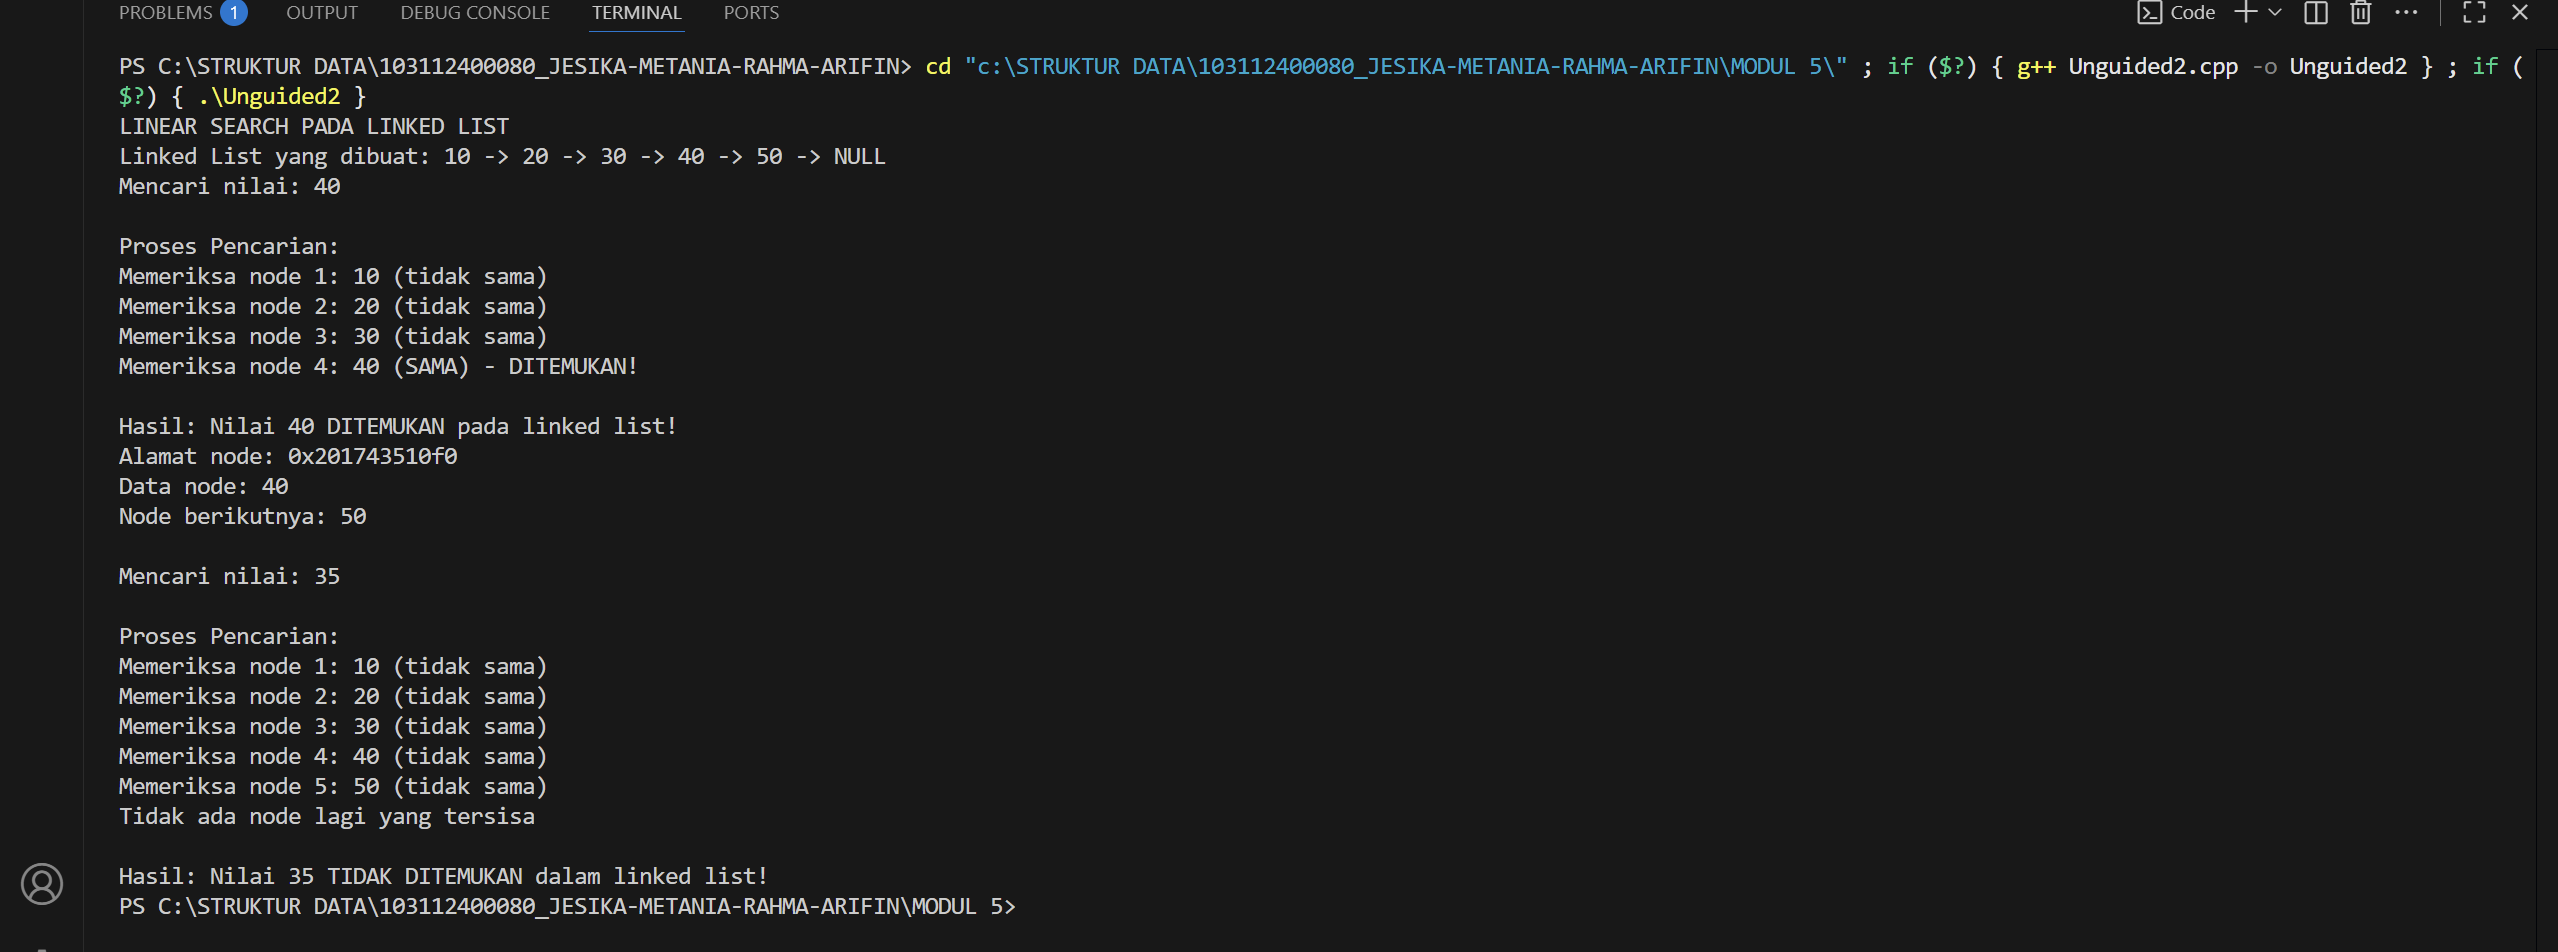 PROBLEMS 1 OUTPUT DEBUG CONSOLE TERMINAL PORTS Code
PS C:\STRUKTUR DATA\103112400080_JESIKA-METANIA-RAHMA-ARIFIN> cd "c:\STRUKTUR DATA\103112400080_JESIKA-METANIA-RAHMA-ARIFIN\MODUL 5\" ; if ($?) { g++ Unguided2.cpp -o Unguided2 } ; if (
$?) { .\Unguided2 }
LINEAR SEARCH PADA LINKED LIST
Linked List yang dibuat: 10 -> 20 -> 30 -> 40 -> 50 -> NULL
Mencari nilai: 40
Proses Pencarian:
Memeriksa node 1: 10 (tidak sama)
Memeriksa node 2: 20 (tidak sama)
Memeriksa node 3: 30 (tidak sama)
Memeriksa node 4: 40 (SAMA) - DITEMUKAN!
Hasil: Nilai 40 DITEMUKAN pada linked list!
Alamat node: 0x201743510f0
Data node: 40
Node berikutnya: 50
Mencari nilai: 35
Proses Pencarian:
Memeriksa node 1: 10 (tidak sama)
Memeriksa node 2: 20 (tidak sama)
Memeriksa node 3: 30 (tidak sama)
Memeriksa node 4: 40 (tidak sama)
Memeriksa node 5: 50 (tidak sama)
Tidak ada node lagi yang tersisa
Hasil: Nilai 35 TIDAK DITEMUKAN dalam linked list!
PS C:\STRUKTUR DATA\103112400080_JESIKA-METANIA-RAHMA-ARIFIN\MODUL 5>